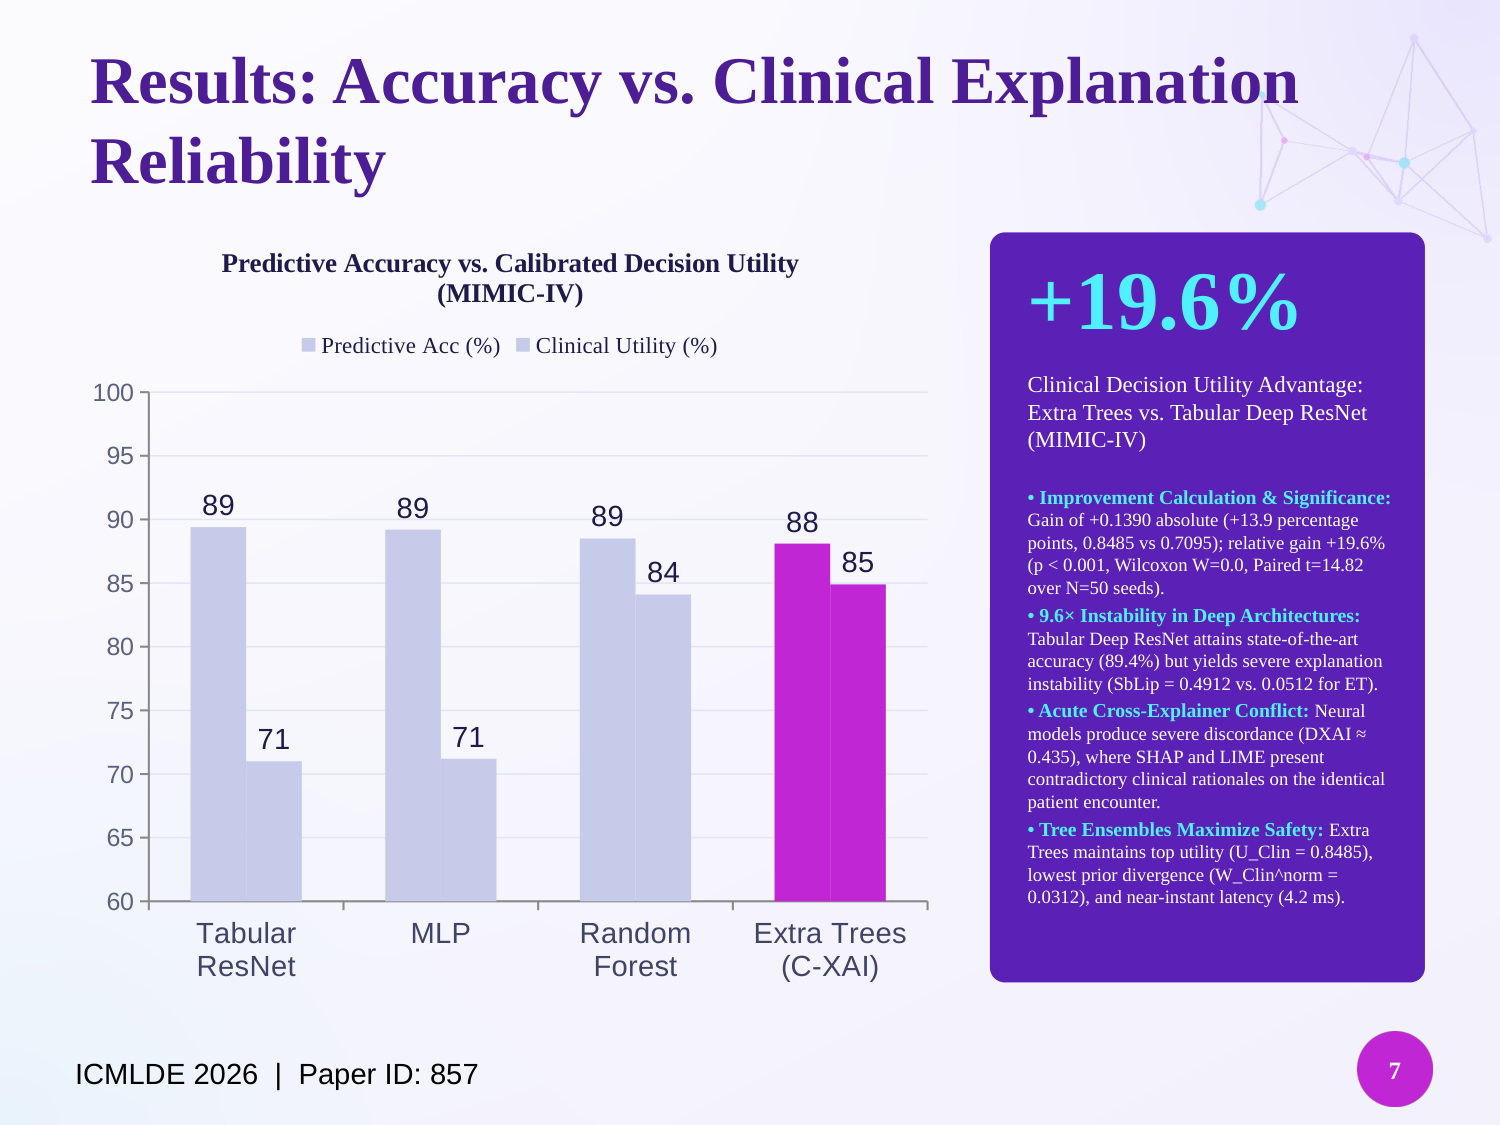 Results: Accuracy vs. Clinical Explanation
Reliability
Predictive Accuracy vs. Calibrated Decision Utility
(MIMIC-IV)
Predictive Acc (%) Clinical Utility (%)
100
95
90
85
80
75
70
65
60
89
71
89
71
89
84
88
85
Tabular
ResNet
MLP
Random
Forest
Extra Trees
(C-XAI)
+19.6%
Clinical Decision Utility Advantage:
Extra Trees vs. Tabular Deep ResNet
(MIMIC-IV)
• Improvement Calculation & Significance:
Gain of +0.1390 absolute (+13.9 percentage
points, 0.8485 vs 0.7095); relative gain +19.6%
(p < 0.001, Wilcoxon W=0.0, Paired t=14.82
over N=50 seeds).
• 9.6× Instability in Deep Architectures:
Tabular Deep ResNet attains state-of-the-art
accuracy (89.4%) but yields severe explanation
instability (SbLip = 0.4912 vs. 0.0512 for ET).
• Acute Cross-Explainer Conflict: Neural
models produce severe discordance (DXAI ≈
0.435), where SHAP and LIME present
contradictory clinical rationales on the identical
patient encounter.
• Tree Ensembles Maximize Safety: Extra
Trees maintains top utility (U_Clin = 0.8485),
lowest prior divergence (W_Clin^norm =
0.0312), and near-instant latency (4.2 ms).
ICMLDE 2026 | Paper ID: 857
7